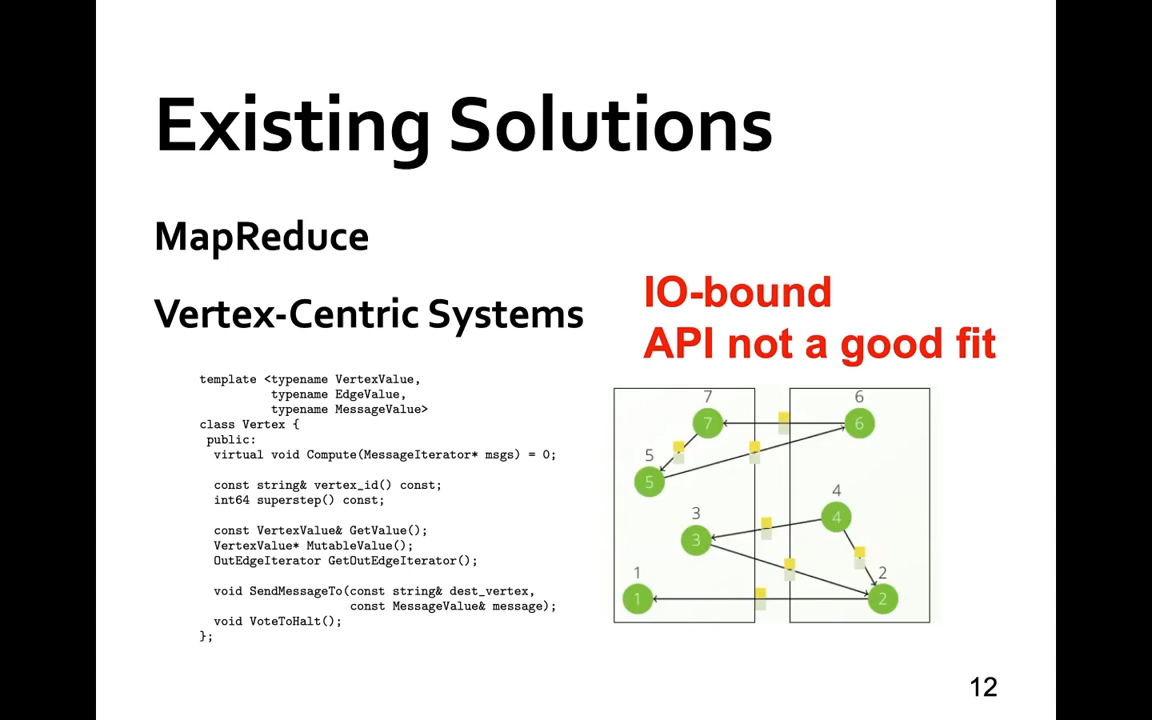 Existing Solutions
MapReduce
Vertex-Centric Systems
IO-bound
API not a good fit
template <typename VertexValue,
typename EdgeValue,
typename MessageValue>
class Vertex {
public:
virtual void Compute(MessageIterator* msgs) = 0;
const string& vertex_id() const;
int64 superstep() const;
const VertexValue& GetValue();
VertexValue* MutableValue();
OutEdgeIterator GetOutEdgeIterator();
void SendMessageTo(const string& dest_vertex,
const MessageValue& message);
void VoteToHalt();
};
7
7
6
6
5
5
4
4
3
3
2
2
1
1
12